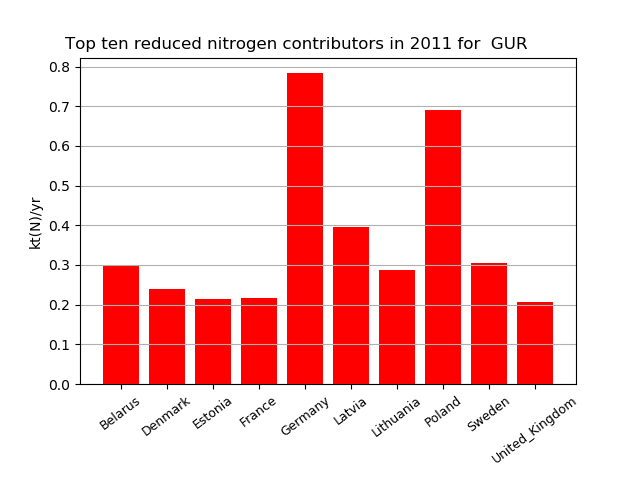 Top ten reduced nitrogen contributors in 2011 for  GUR
kt(N)/yr
0.8
0.7
0.6
0.5
0.4
0.3
0.2
0.1
0.0
Belarus
Denmark
Estonia
France
Germany
Latvia
Lithuania
Poland
Sweden
United_Kingdom